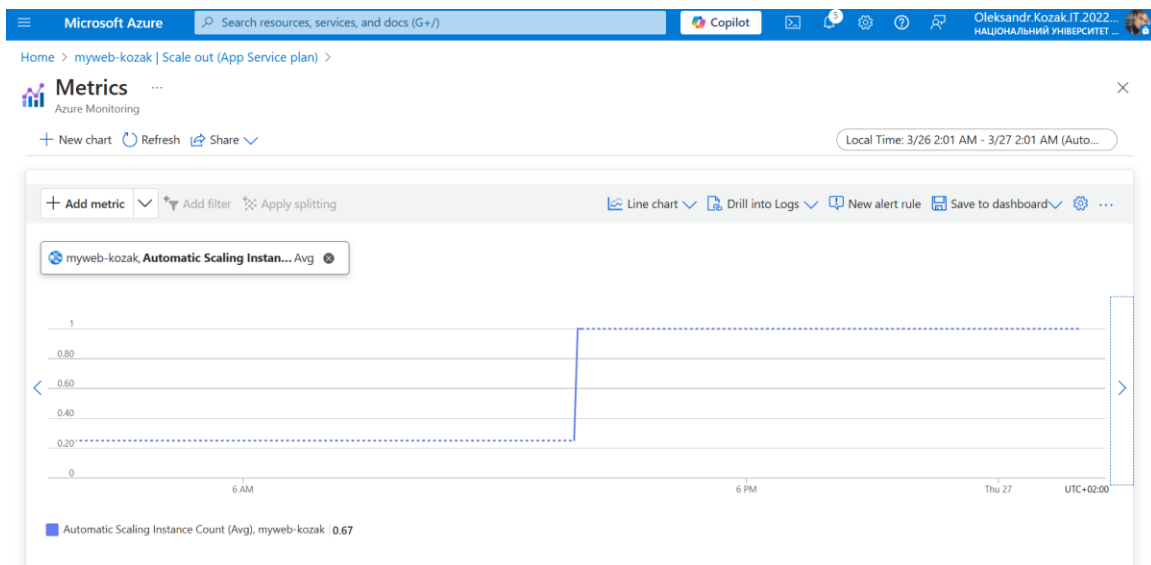 Microsoft Azure
Search resources, services, and docs (G+/)
Copilot
5
Oleksandr.Kozak.IT.2022...
НАЦІОНАЛЬНИЙ УНІВЕРСИТЕТ ...
Home > myweb-kozak | Scale out (App Service plan) >
Metrics ...
Azure Monitoring
+ New chart Refresh Share
Local Time: 3/26 2:01 AM - 3/27 2:01 AM (Auto...
+ Add metric Add filter Apply splitting Line chart Drill into Logs New alert rule Save to dashboard ...
myweb-kozak, Automatic Scaling Instan... Avg
1
0.80
0.60
0.40
0.20
0
6 AM 6 PM Thu 27 UTC+02:00
Automatic Scaling Instance Count (Avg), myweb-kozak 0.67